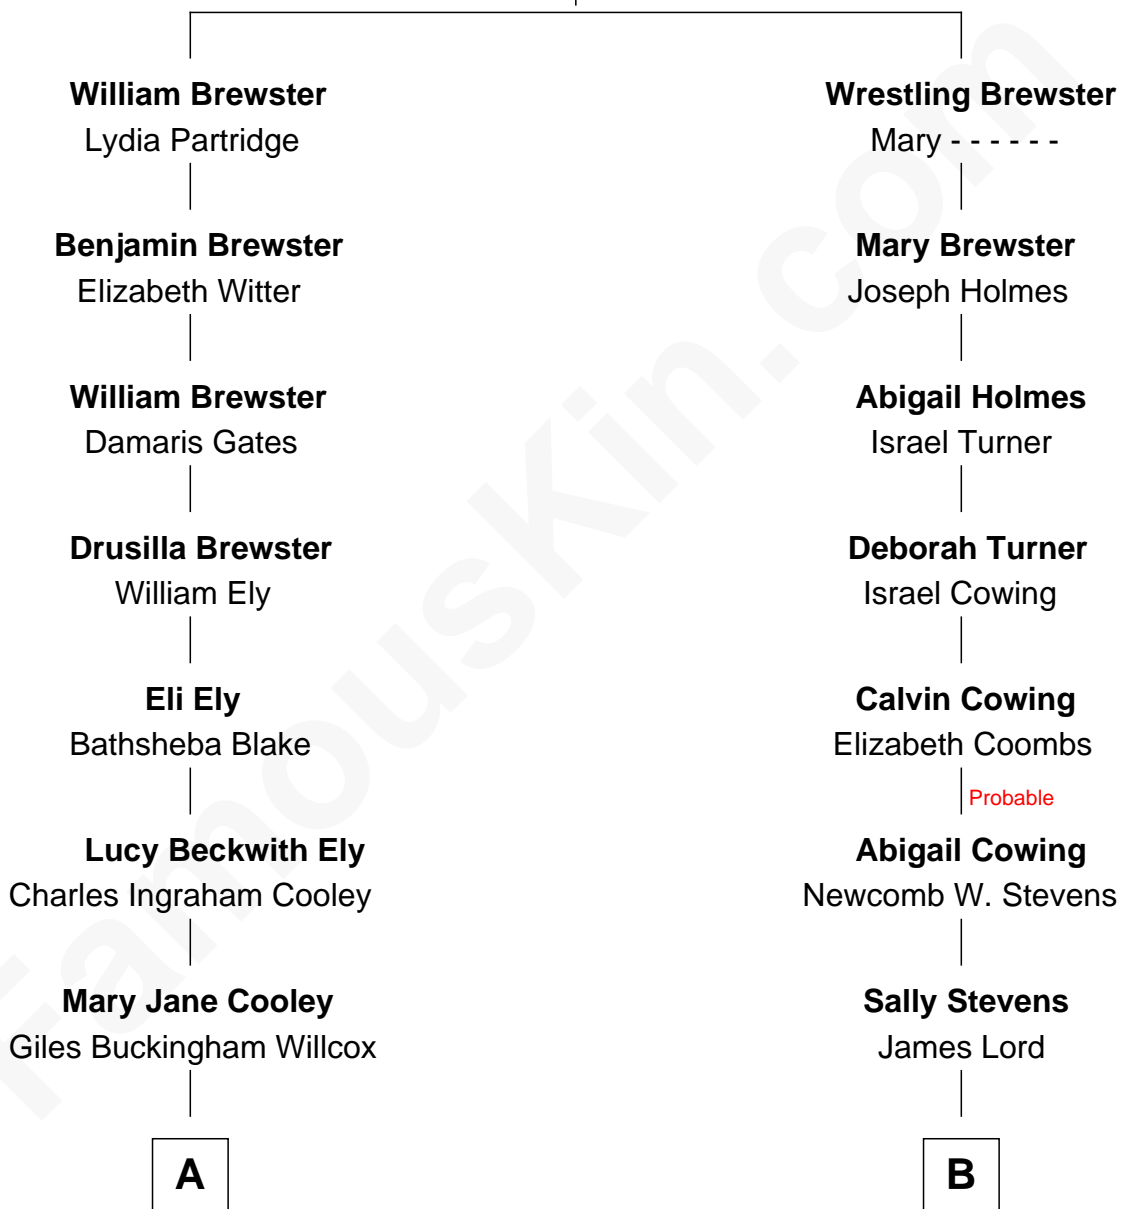 William Brewster
Lydia Partridge
Wrestling Brewster
Mary - - - - - -
Benjamin Brewster
Elizabeth Witter
Mary Brewster
Joseph Holmes
William Brewster
Damaris Gates
Abigail Holmes
Israel Turner
Drusilla Brewster
William Ely
Deborah Turner
Israel Cowing
Eli Ely
Bathsheba Blake
Calvin Cowing
Elizabeth Coombs
Probable
Lucy Beckwith Ely
Charles Ingraham Cooley
Abigail Cowing
Newcomb W. Stevens
Mary Jane Cooley
Giles Buckingham Willcox
Sally Stevens
James Lord
A
B
FamousKin.com